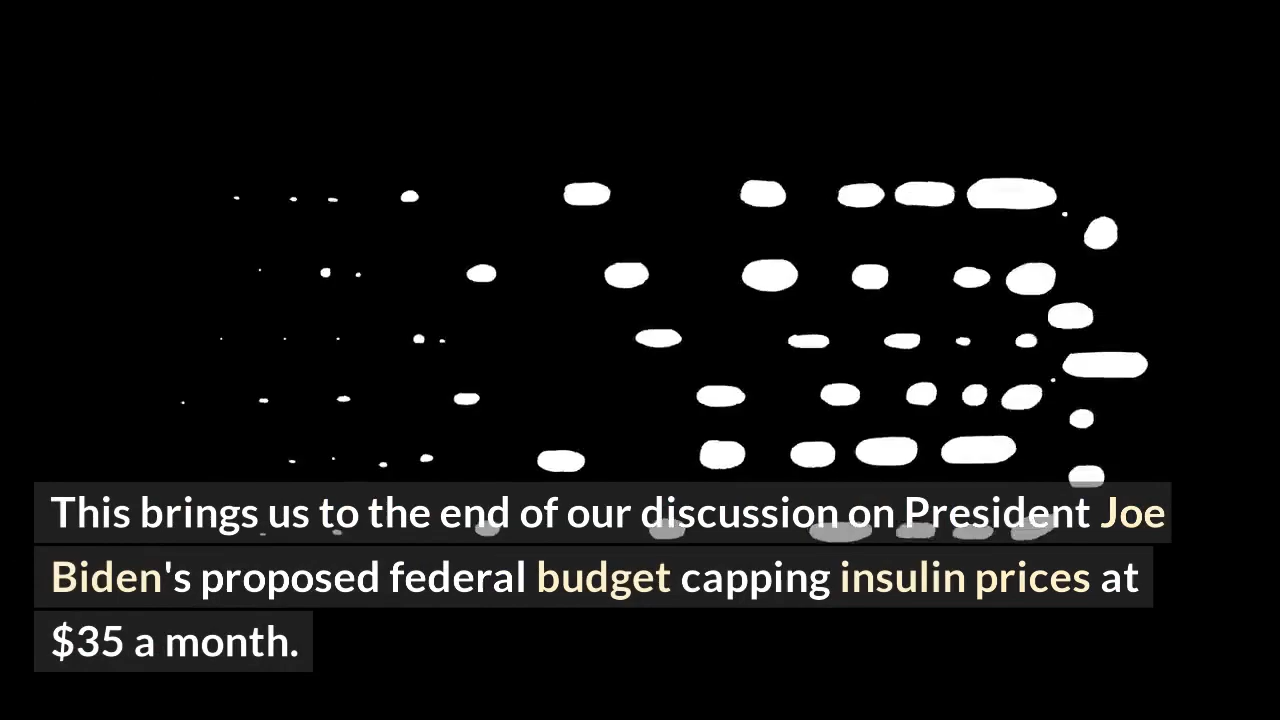 This brings us to the end of our discussion on President Joe
Biden's proposed federal budget capping insulin prices at
$35 a month.